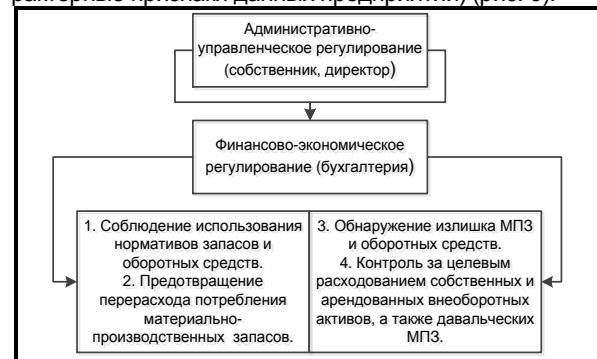 Административно-
управленческое регулирование
(собственник, директор)
Финансово-экономическое
регулирование (бухгалтерия)
1. Соблюдение использования
нормативов запасов и
оборотных средств.
2. Предотвращение
перерасхода потребления
материально-
производственных запасов.
3. Обнаружение излишка МПЗ
и оборотных средств.
4. Контроль за целевым
расходованием собственных и
арендованных внеоборотных
активов, а также давальческих
МПЗ.